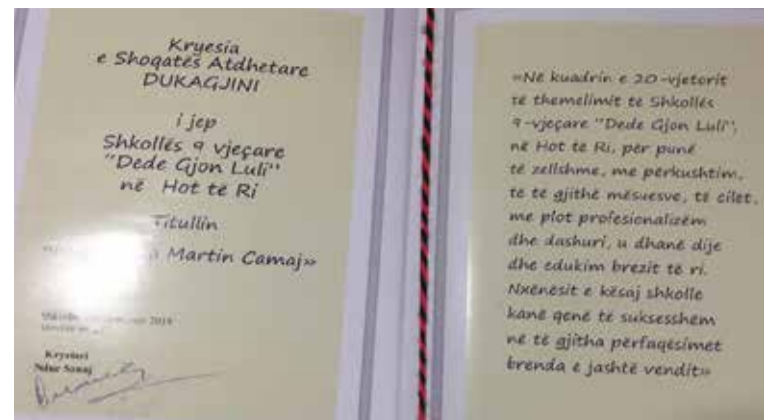 Kryesia
e Shoqatës Atdhetare
DUKAGJINI
i jep
Shkollës 9 vjeçare
"Dede Gjon Luli"
në Hot të Ri
Titullin
Martin Camaj»
2019
Kryetari
Ndue Sanaj
«Në kuadrin e 20-vjetorit
të themelimit të Shkollës
9-vjeçare "Dede Gjon Luli",
në Hot të Ri, për punë
të zellshme, me përkushtim,
të të gjithë mësuesve, të cilët,
me plot profesionalizëm
dhe dashuri, u dhanë dije
dhe edukim brezit të ri.
Nxënësit e kësaj shkolle
kanë qenë të suksesshëm
në të gjitha përfaqësimet
brenda e jashtë vendit»